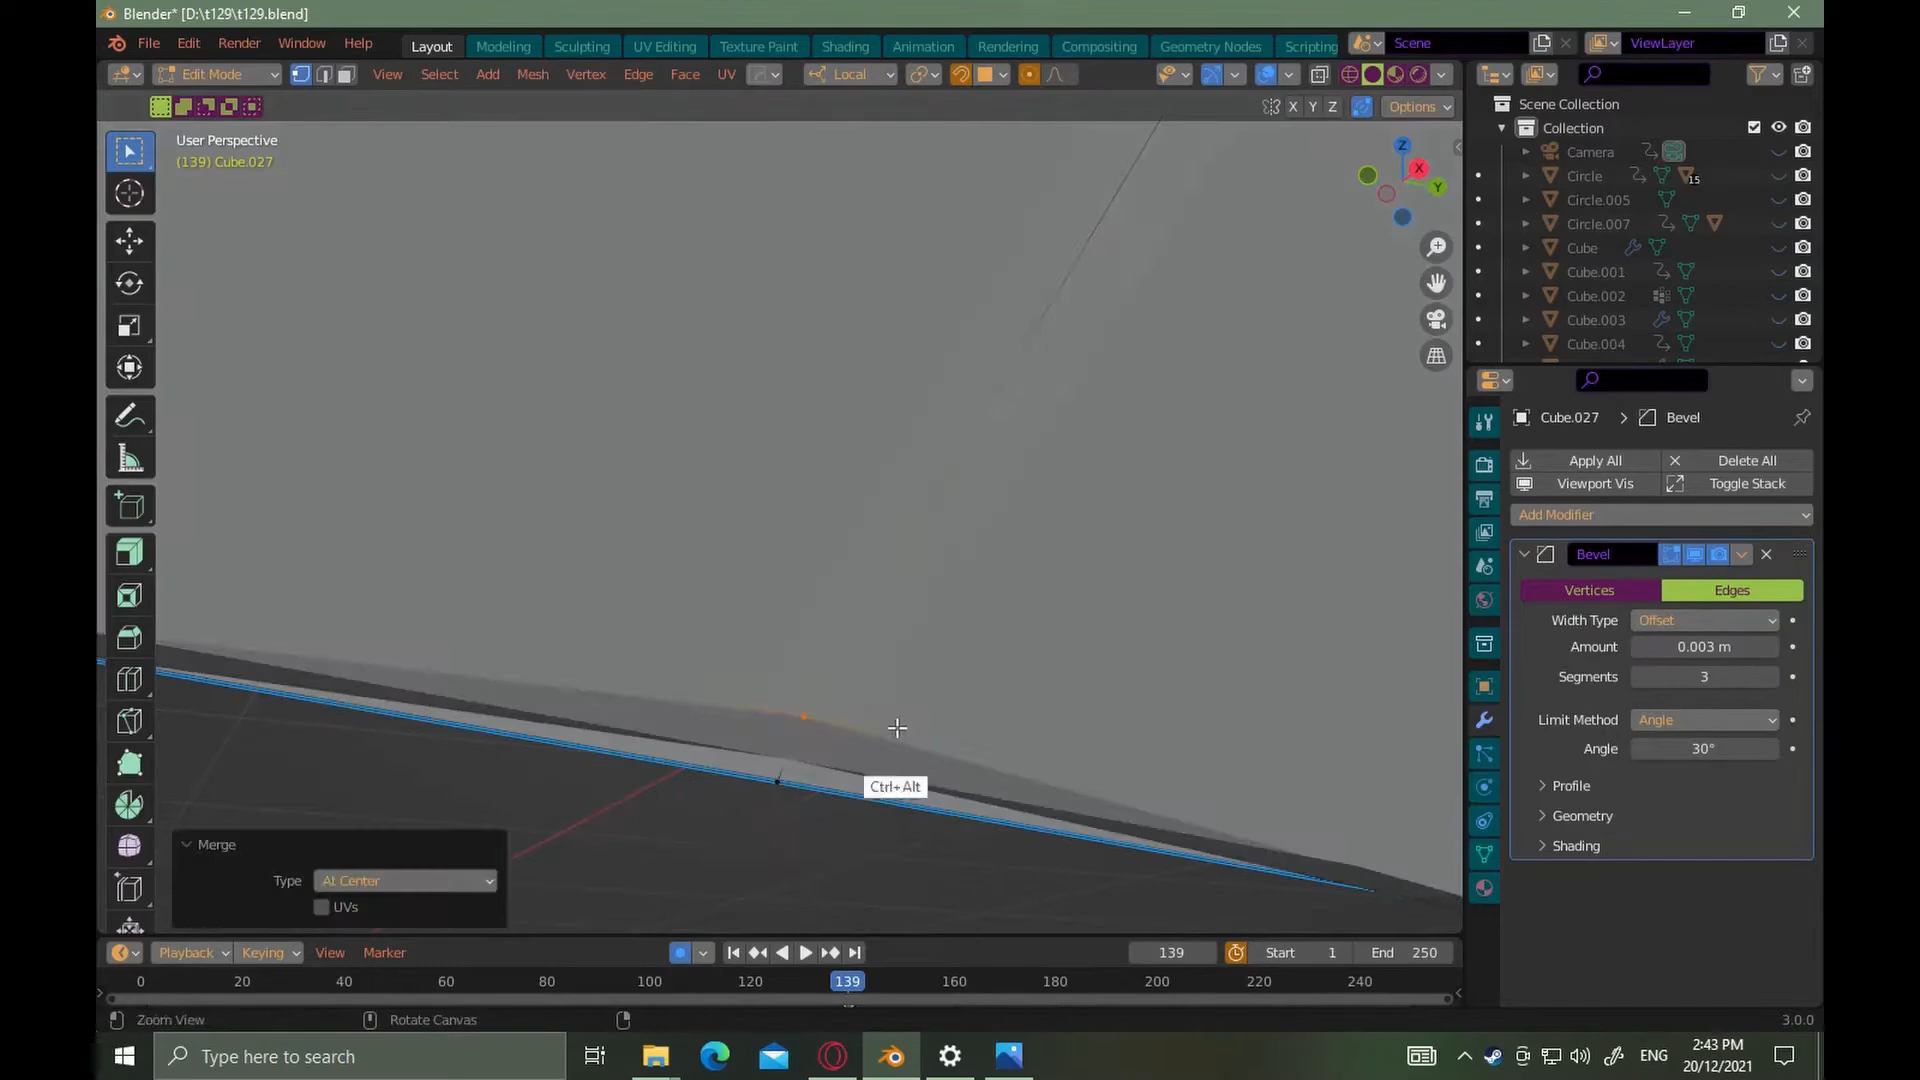 Blender* [D:\t129\t129.blend]
File Edit Render Window Help
Layout Modeling Sculpting UV Editing Texture Paint Shading Animation Rendering Compositing Geometry Nodes Scripting
Scene
ViewLayer
Edit Mode View Select Add Mesh Vertex Edge Face UV
Local
X Y Z Options
User Perspective
(139) Cube.027
Z
X
Y
Scene Collection
Collection
Camera
Circle 15
Circle.005
Circle.007
Cube
Cube.001
Cube.002
Cube.003
Cube.004
Cube.027 > Bevel
Apply All Delete All
Viewport Vis Toggle Stack
Add Modifier
Bevel
Vertices Edges
Width Type Offset
Amount 0.003 m
Segments 3
Limit Method Angle
Angle 30°
Profile
Geometry
Shading
Ctrl+Alt
Merge
Type At Center
UVs
Playback Keying View Marker
139 Start 1 End 250
0 20 40 60 80 100 120 139 160 180 200 220 240
Zoom View Rotate Canvas 3.0.0
Type here to search
ENG
2:43 PM
20/12/2021